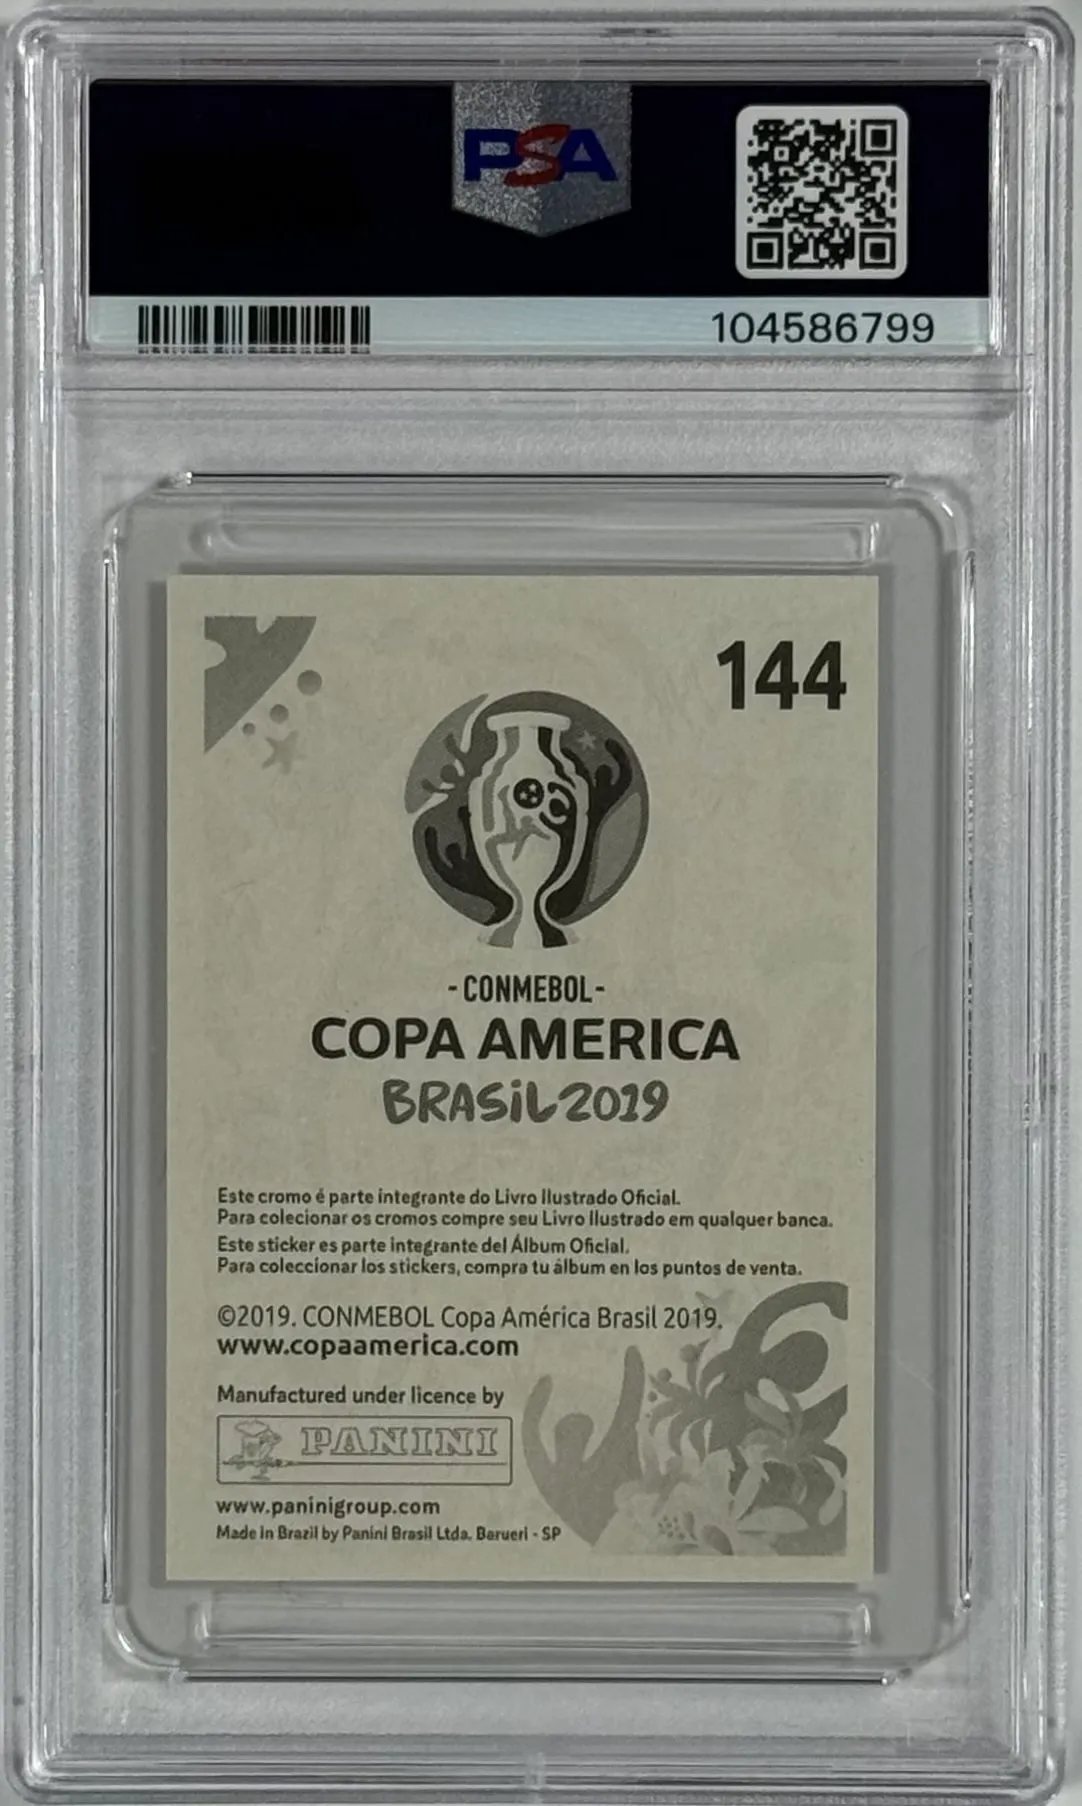 PSA
104586799
144
- CONMEBOL -
COPA AMERICA
BRASiL 2019
Este cromo é parte integrante do Livro Ilustrado Oficial.
Para colecionar os cromos compre seu Livro Ilustrado em qualquer banca.
Este sticker es parte integrante del Álbum Oficial.
Para coleccionar los stickers, compra tu álbum en los puntos de venta.
©2019. CONMEBOL Copa América Brasil 2019.
www.copaamerica.com
Manufactured under licence by
PANINI
www.paninigroup.com
Made in Brazil by Panini Brasil Ltda. Barueri - SP